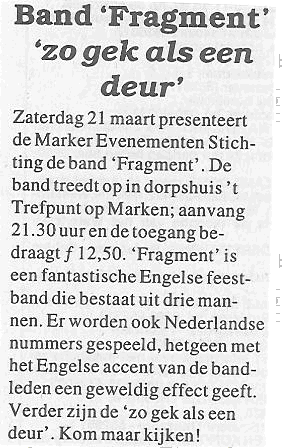 Band ‘Fragment’
‘zo gek als een
deur’
Zaterdag 21 maart presenteert
de Marker Evenementen Stich-
ting de band ‘Fragment’. De
band treedt op in dorpshuis ’t
Trefpunt op Marken; aanvang
21.30 uur en de toegang be-
draagt ƒ 12,50. ‘Fragment’ is
een fantastische Engelse feest-
band die bestaat uit drie man-
nen. Er worden ook Nederlandse
nummers gespeeld, hetgeen met
het Engelse accent van de band-
leden een geweldig effect geeft.
Verder zijn de ‘zo gek als een
deur’. Kom maar kijken!